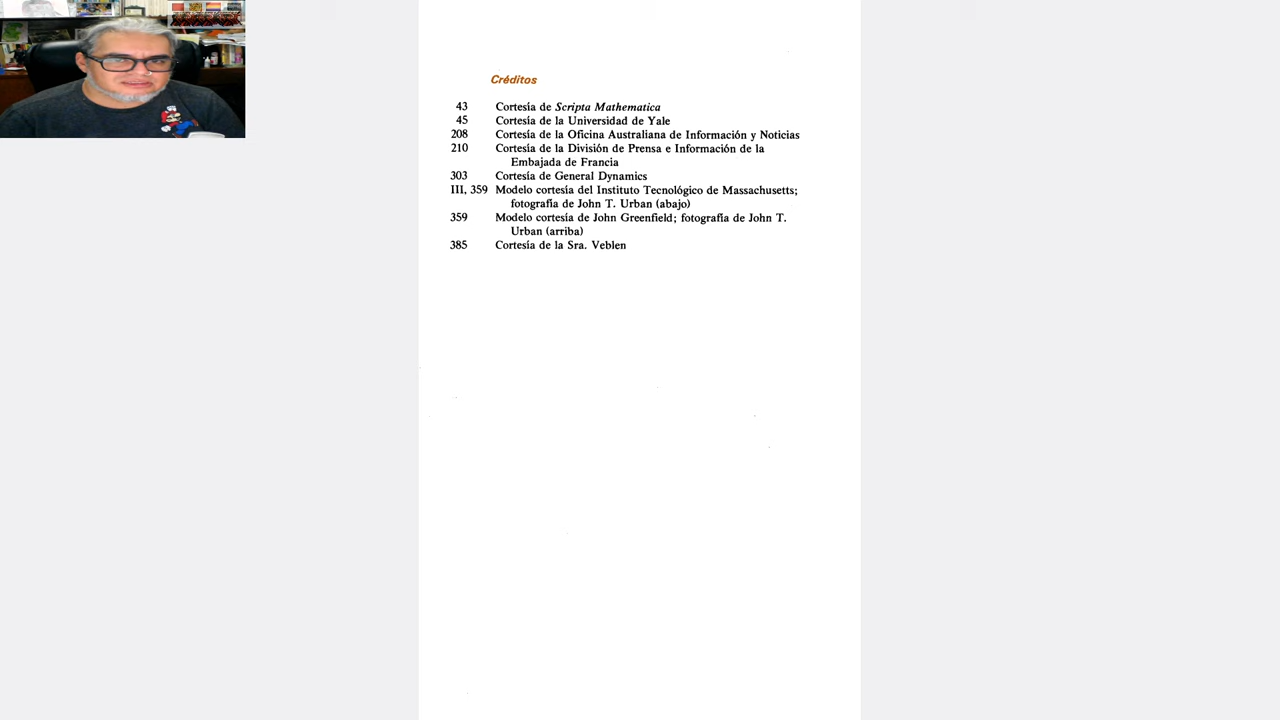 Créditos
43 Cortesía de Scripta Mathematica
45 Cortesía de la Universidad de Yale
208 Cortesía de la Oficina Australiana de Información y Noticias
210 Cortesía de la División de Prensa e Información de la
Embajada de Francia
303 Cortesía de General Dynamics
III, 359 Modelo cortesía del Instituto Tecnológico de Massachusetts;
fotografía de John T. Urban (abajo)
359 Modelo cortesía de John Greenfield; fotografía de John T.
Urban (arriba)
385 Cortesía de la Sra. Veblen